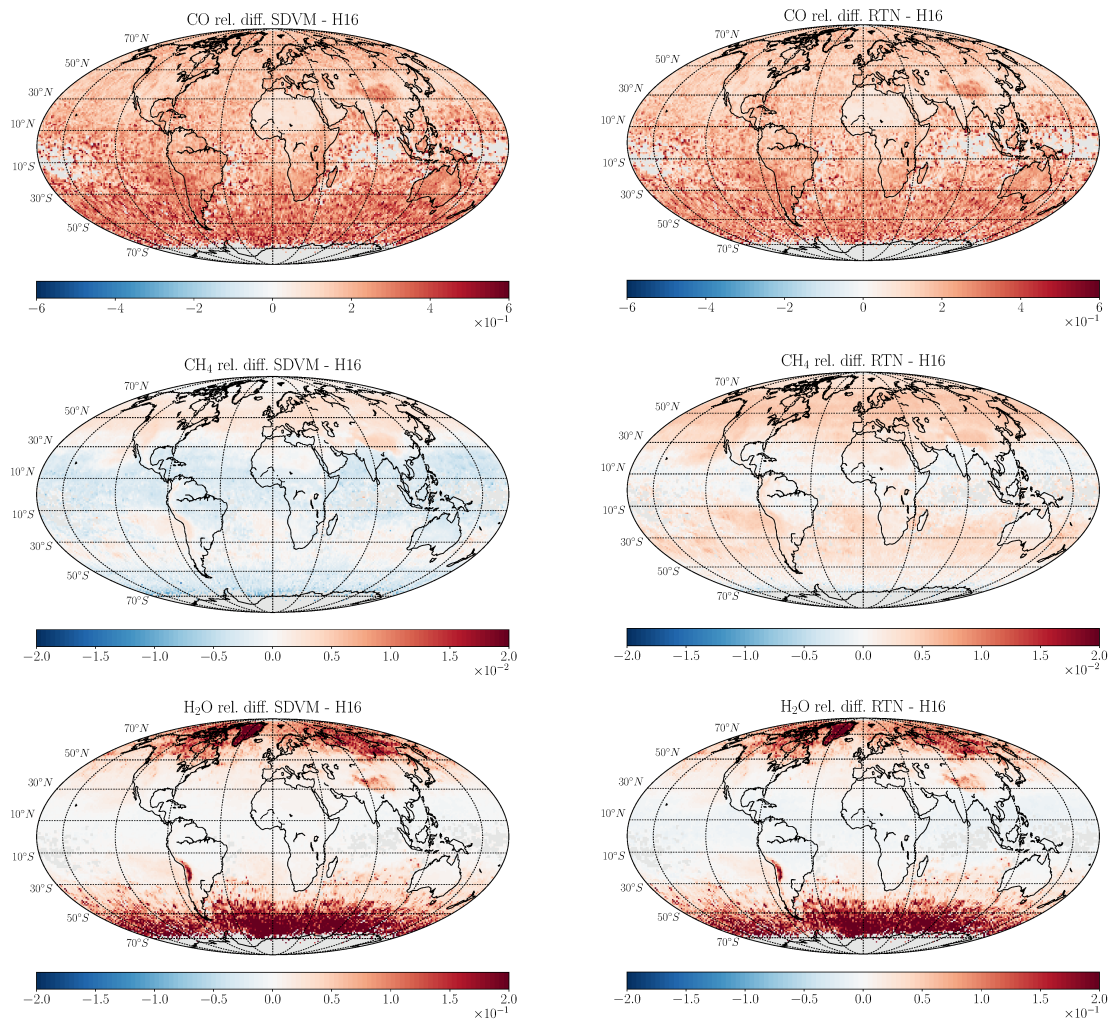 CO rel. diff. SDVM - H16
70°N
50°N
30°N
10°N
10°S
30°S
50°S
70°S
−6 −4 −2 0 2 4 6
×10⁻¹
CO rel. diff. RTN - H16
70°N
50°N
30°N
10°N
10°S
30°S
50°S
70°S
−6 −4 −2 0 2 4 6
×10⁻¹
CH₄ rel. diff. SDVM - H16
70°N
50°N
30°N
10°N
10°S
30°S
50°S
70°S
−2.0 −1.5 −1.0 −0.5 0.0 0.5 1.0 1.5 2.0
×10⁻²
CH₄ rel. diff. RTN - H16
70°N
50°N
30°N
10°N
10°S
30°S
50°S
70°S
−2.0 −1.5 −1.0 −0.5 0.0 0.5 1.0 1.5 2.0
×10⁻²
H₂O rel. diff. SDVM - H16
70°N
50°N
30°N
10°N
10°S
30°S
50°S
70°S
−2.0 −1.5 −1.0 −0.5 0.0 0.5 1.0 1.5 2.0
×10⁻¹
H₂O rel. diff. RTN - H16
70°N
50°N
30°N
10°N
10°S
30°S
50°S
70°S
−2.0 −1.5 −1.0 −0.5 0.0 0.5 1.0 1.5 2.0
×10⁻¹